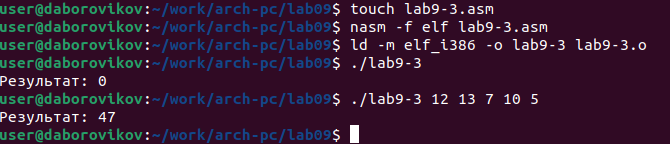 user@daborovikov:~/work/arch-pc/lab09$ touch lab9-3.asm
user@daborovikov:~/work/arch-pc/lab09$ nasm -f elf lab9-3.asm
user@daborovikov:~/work/arch-pc/lab09$ ld -m elf_i386 -o lab9-3 lab9-3.o
user@daborovikov:~/work/arch-pc/lab09$ ./lab9-3
Результат: 0
user@daborovikov:~/work/arch-pc/lab09$ ./lab9-3 12 13 7 10 5
Результат: 47
user@daborovikov:~/work/arch-pc/lab09$